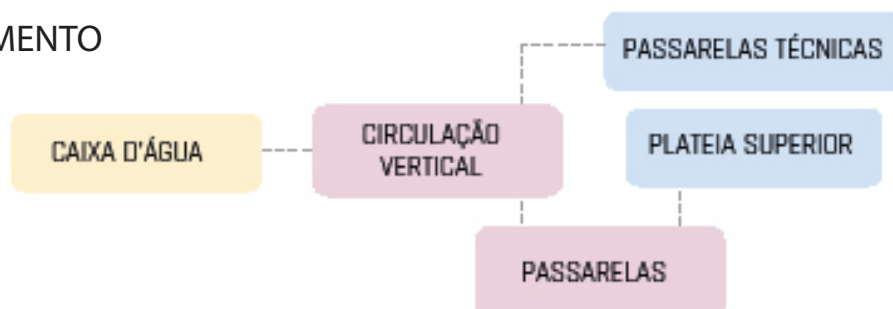 MENTO
PASSARELAS TÉCNICAS
CAIXA D'ÁGUA
CIRCULAÇÃO
VERTICAL
PLATEIA SUPERIOR
PASSARELAS